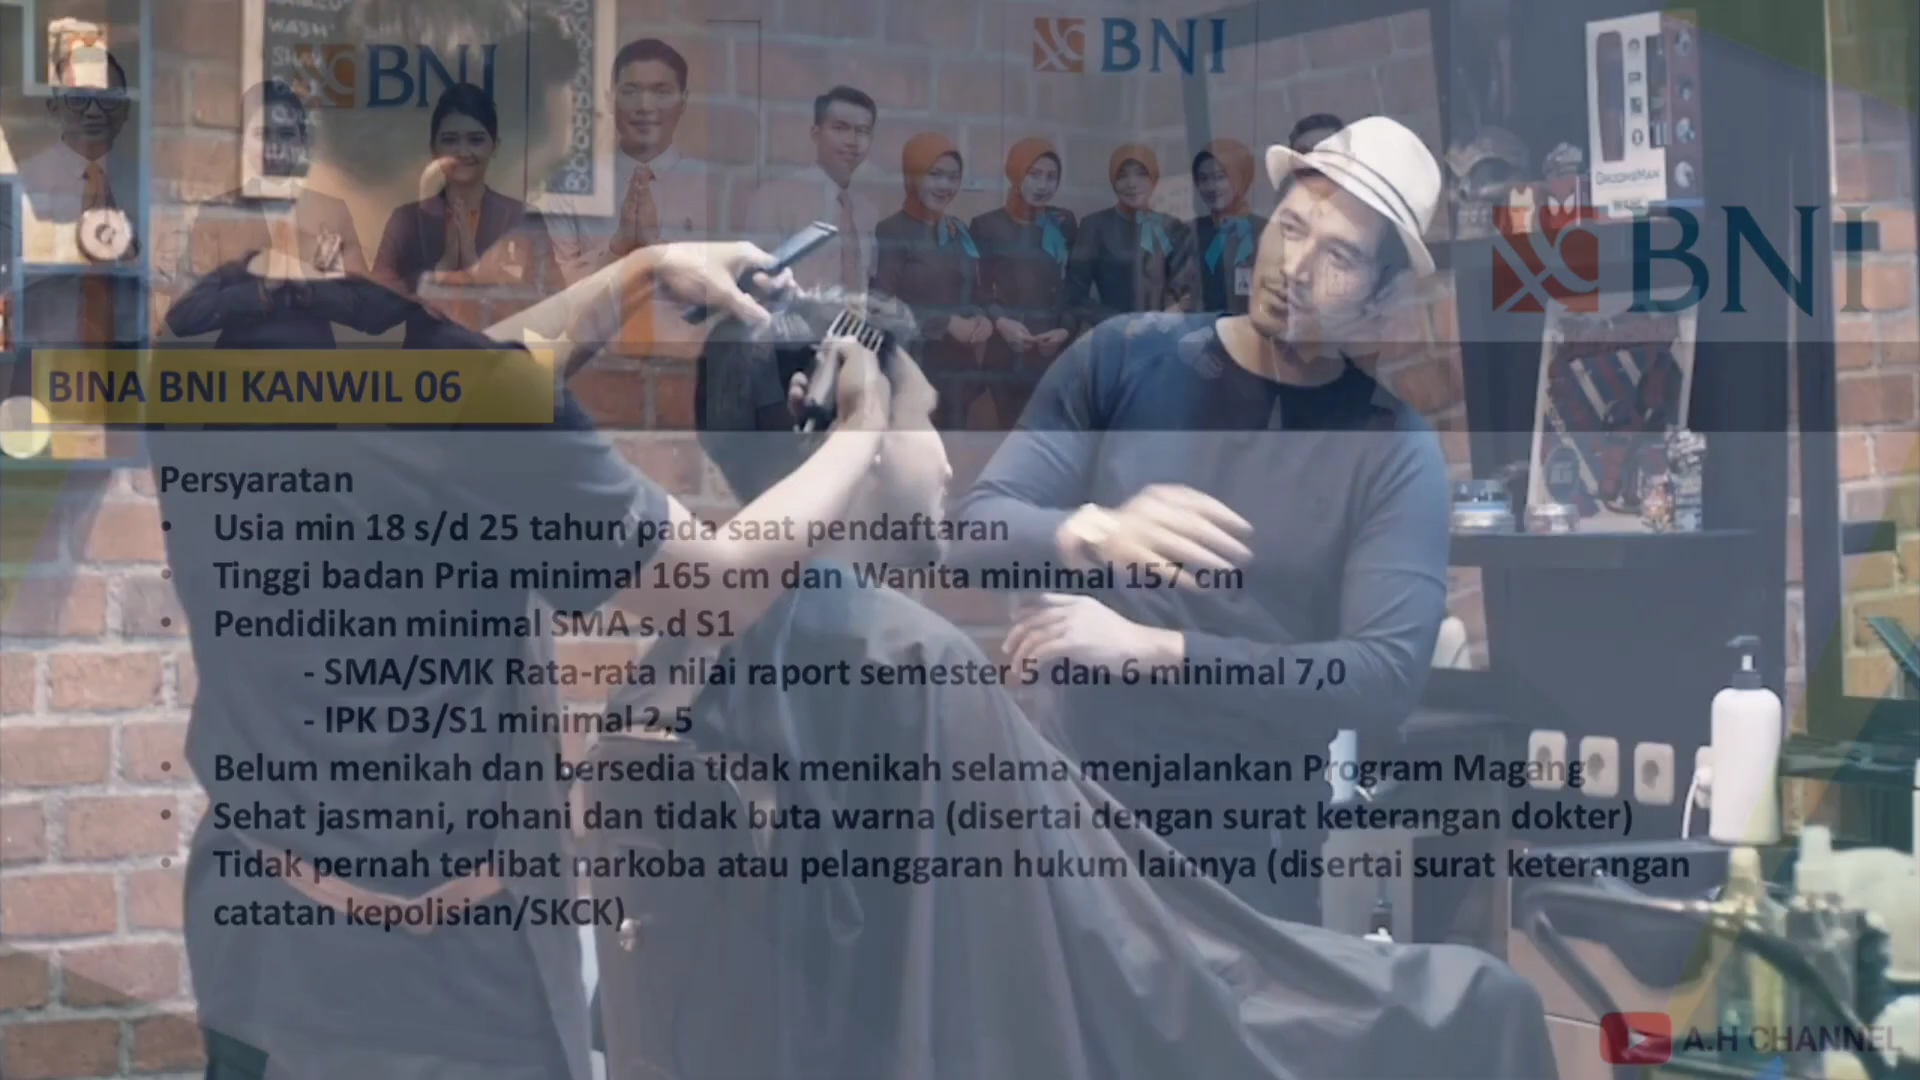 WASH
BNI
BNI
BNI
BINA BNI KANWIL 06
Persyaratan
• Usia min 18 s/d 25 tahun pada saat pendaftaran
• Tinggi badan Pria minimal 165 cm dan Wanita minimal 157 cm
• Pendidikan minimal SMA s.d S1
- SMA/SMK Rata-rata nilai raport semester 5 dan 6 minimal 7,0
- IPK D3/S1 minimal 2,5
• Belum menikah dan bersedia tidak menikah selama menjalankan Program Magang
• Sehat jasmani, rohani dan tidak buta warna (disertai dengan surat keterangan dokter)
• Tidak pernah terlibat narkoba atau pelanggaran hukum lainnya (disertai surat keterangan
catatan kepolisian/SKCK)
A.H CHANNEL